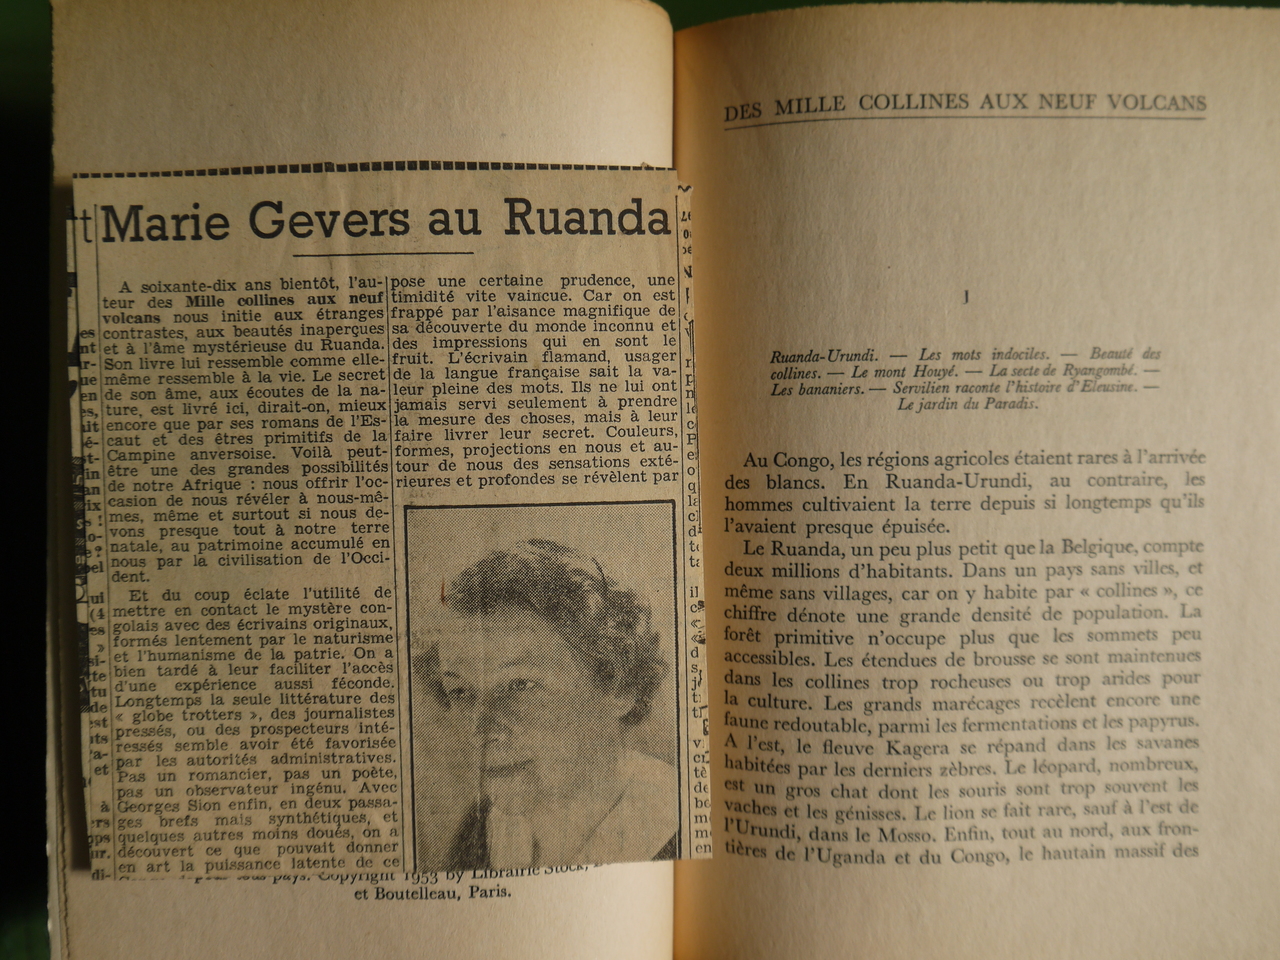 Marie Gevers au Ruanda
A soixante-dix ans bientôt, l'au-
teur des Mille collines aux neuf
volcans nous initie aux étranges
contrastes, aux beautés inaperçues
et à l'âme mystérieuse du Ruanda.
Son livre lui ressemble comme elle-
même ressemble à la vie. Le secret
de son âme, aux écoutes de la na-
ture, est livré ici, dirait-on, mieux
encore que par ses romans de l'Es-
caut et des êtres primitifs de la
Campine anversoise. Voilà peut-
être une des grandes possibilités
de notre Afrique : nous offrir l'oc-
casion de nous révéler à nous-mê-
mes, même et surtout si nous de-
vons presque tout à notre terre
natale, au patrimoine accumulé en
nous par la civilisation de l'Occi-
dent.
Et du coup éclate l'utilité de
mettre en contact le mystère con-
golais avec des écrivains originaux,
formés lentement par le naturisme
et l'humanisme de la patrie. On a
bien tardé à leur faciliter l'accès
d'une expérience aussi féconde.
Longtemps la seule littérature des
« globe trotters », des journalistes
pressés, ou des prospecteurs inté-
ressés semble avoir été favorisée
par les autorités administratives.
Pas un romancier, pas un poète,
pas un observateur ingénu. Avec
Georges Sion enfin, en deux passa-
ges brefs mais synthétiques, et
quelques autres moins doués, on a
découvert ce que pouvait donner
en art la puissance latente de ce
pose une certaine prudence, une
timidité vite vaincue. Car on est
frappé par l'aisance magnifique de
sa découverte du monde inconnu et
des impressions qui en sont le
fruit. L'écrivain flamand, usager
de la langue française sait la va-
leur pleine des mots. Ils ne lui ont
jamais servi seulement à prendre
la mesure des choses, mais à leur
faire livrer leur secret. Couleurs,
formes, projections en nous et au-
tour de nous des sensations exté-
rieures et profondes se révèlent par
pays. Copyright 1953 by Librairie Stock,
et Boutelleau, Paris.
DES MILLE COLLINES AUX NEUF VOLCANS
I
Ruanda-Urundi. — Les mots indociles. — Beauté des
collines. — Le mont Houyé. — La secte de Ryangombé. —
Les bananiers. — Servilien raconte l'histoire d'Eleusine. —
Le jardin du Paradis.
Au Congo, les régions agricoles étaient rares à l'arrivée
des blancs. En Ruanda-Urundi, au contraire, les
hommes cultivaient la terre depuis si longtemps qu'ils
l'avaient presque épuisée.
Le Ruanda, un peu plus petit que la Belgique, compte
deux millions d'habitants. Dans un pays sans villes, et
même sans villages, car on y habite par « collines », ce
chiffre dénote une grande densité de population. La
forêt primitive n'occupe plus que les sommets peu
accessibles. Les étendues de brousse se sont maintenues
dans les collines trop rocheuses ou trop arides pour
la culture. Les grands marécages recèlent encore une
faune redoutable, parmi les fermentations et les papyrus.
A l'est, le fleuve Kagera se répand dans les savanes
habitées par les derniers zèbres. Le léopard, nombreux,
est un gros chat dont les souris sont trop souvent les
vaches et les génisses. Le lion se fait rare, sauf à l'est de
l'Urundi, dans le Mosso. Enfin, tout au nord, aux fron-
tières de l'Uganda et du Congo, le hautain massif des